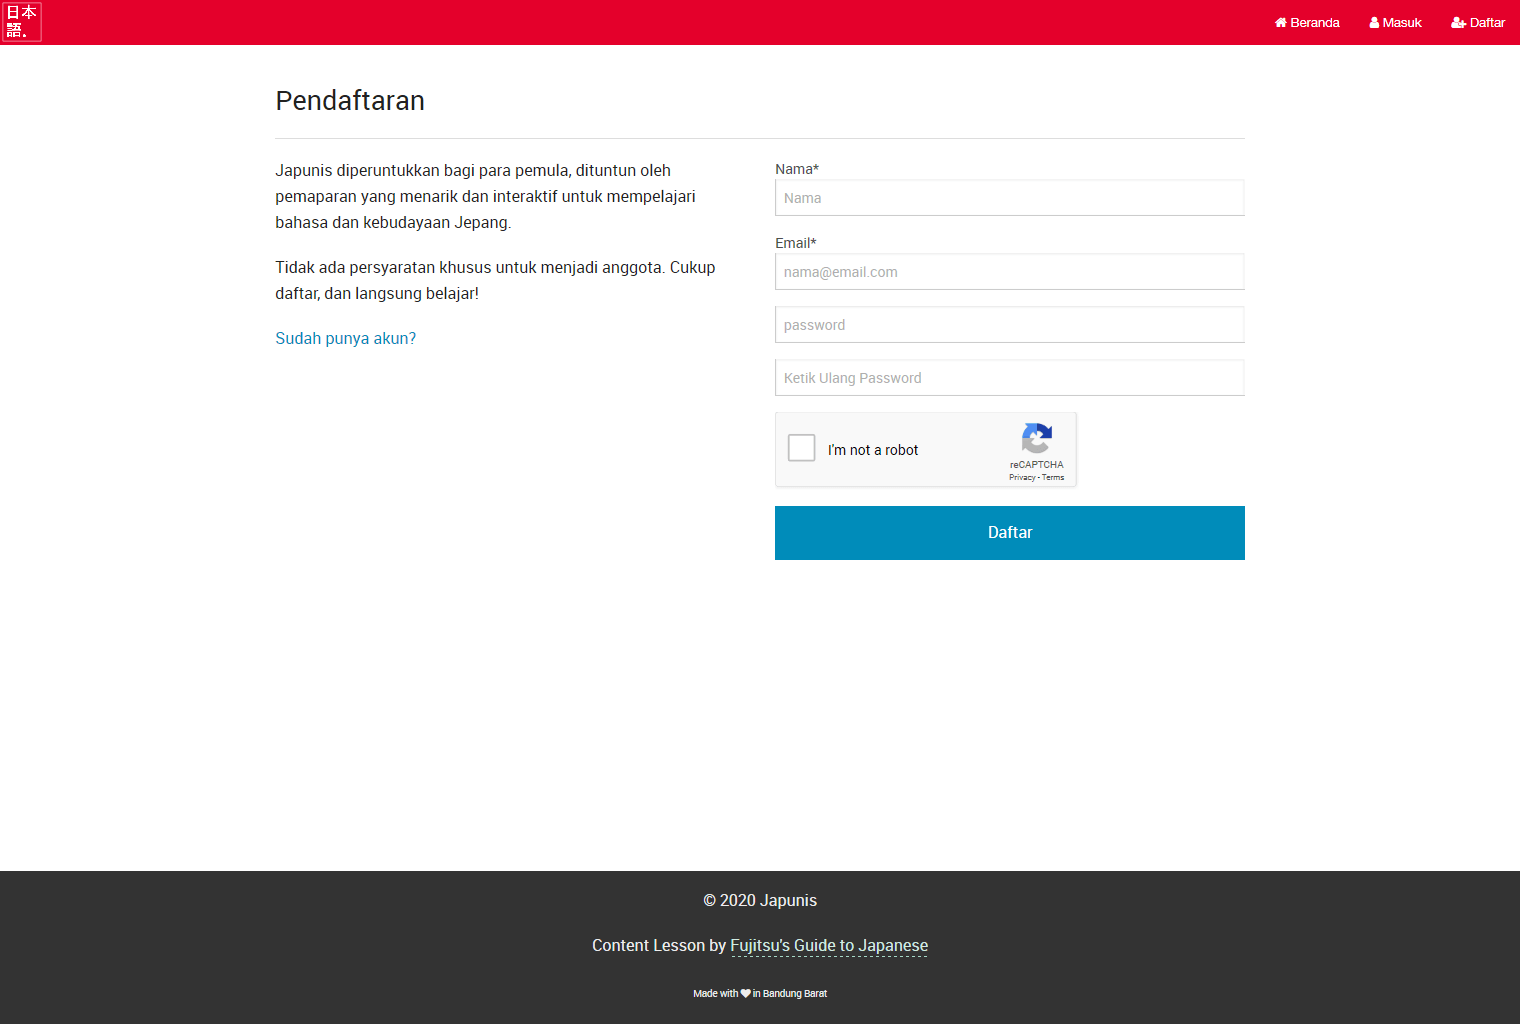 日本
語.
Beranda
Masuk
Daftar
Pendaftaran
Japunis diperuntukkan bagi para pemula, dituntun oleh
pemaparan yang menarik dan interaktif untuk mempelajari
bahasa dan kebudayaan Jepang.
Tidak ada persyaratan khusus untuk menjadi anggota. Cukup
daftar, dan langsung belajar!
Sudah punya akun?
Nama*
Nama
Email*
nama@email.com
password
Ketik Ulang Password
I'm not a robot
reCAPTCHA
Privacy - Terms
Daftar
© 2020 Japunis
Content Lesson by Fujitsu's Guide to Japanese
Made with ♥ in Bandung Barat